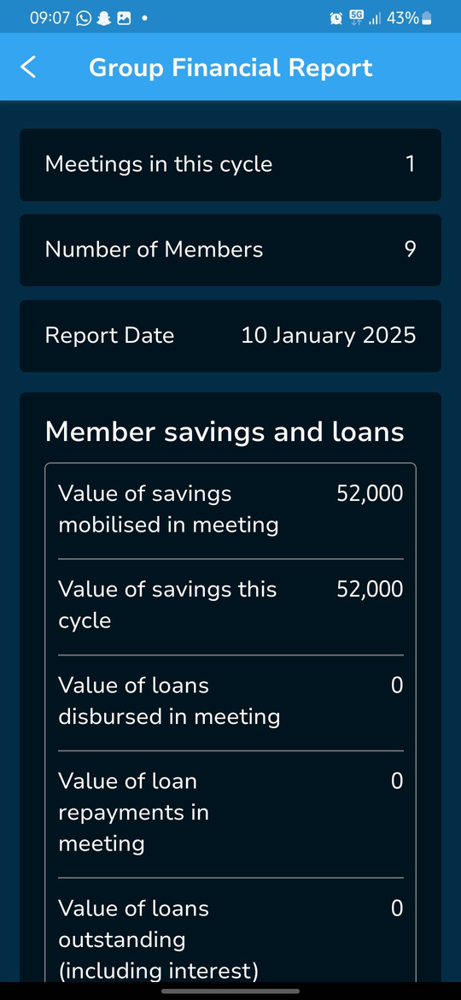 09:07 43%
5G
Group Financial Report
Meetings in this cycle 1
Number of Members 9
Report Date 10 January 2025
Member savings and loans
Value of savings 52,000
mobilised in meeting
Value of savings this 52,000
cycle
Value of loans 0
disbursed in meeting
Value of loan 0
repayments in
meeting
Value of loans 0
outstanding
(including interest)